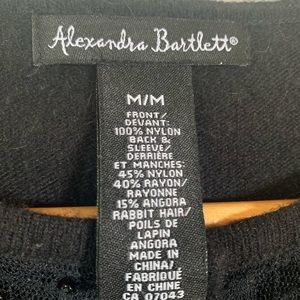 Alexandra Bartlett®
M/M
FRONT/
DEVANT:
100% NYLON
BACK &
SLEEVE/
DERRIÈRE
ET MANCHES:
45% NYLON
40% RAYON/
RAYONNE
15% ANGORA
RABBIT HAIR/
POILS DE
LAPIN
ANGORA
MADE IN
CHINA/
FABRIQUÉ
EN CHINE
CA 07043